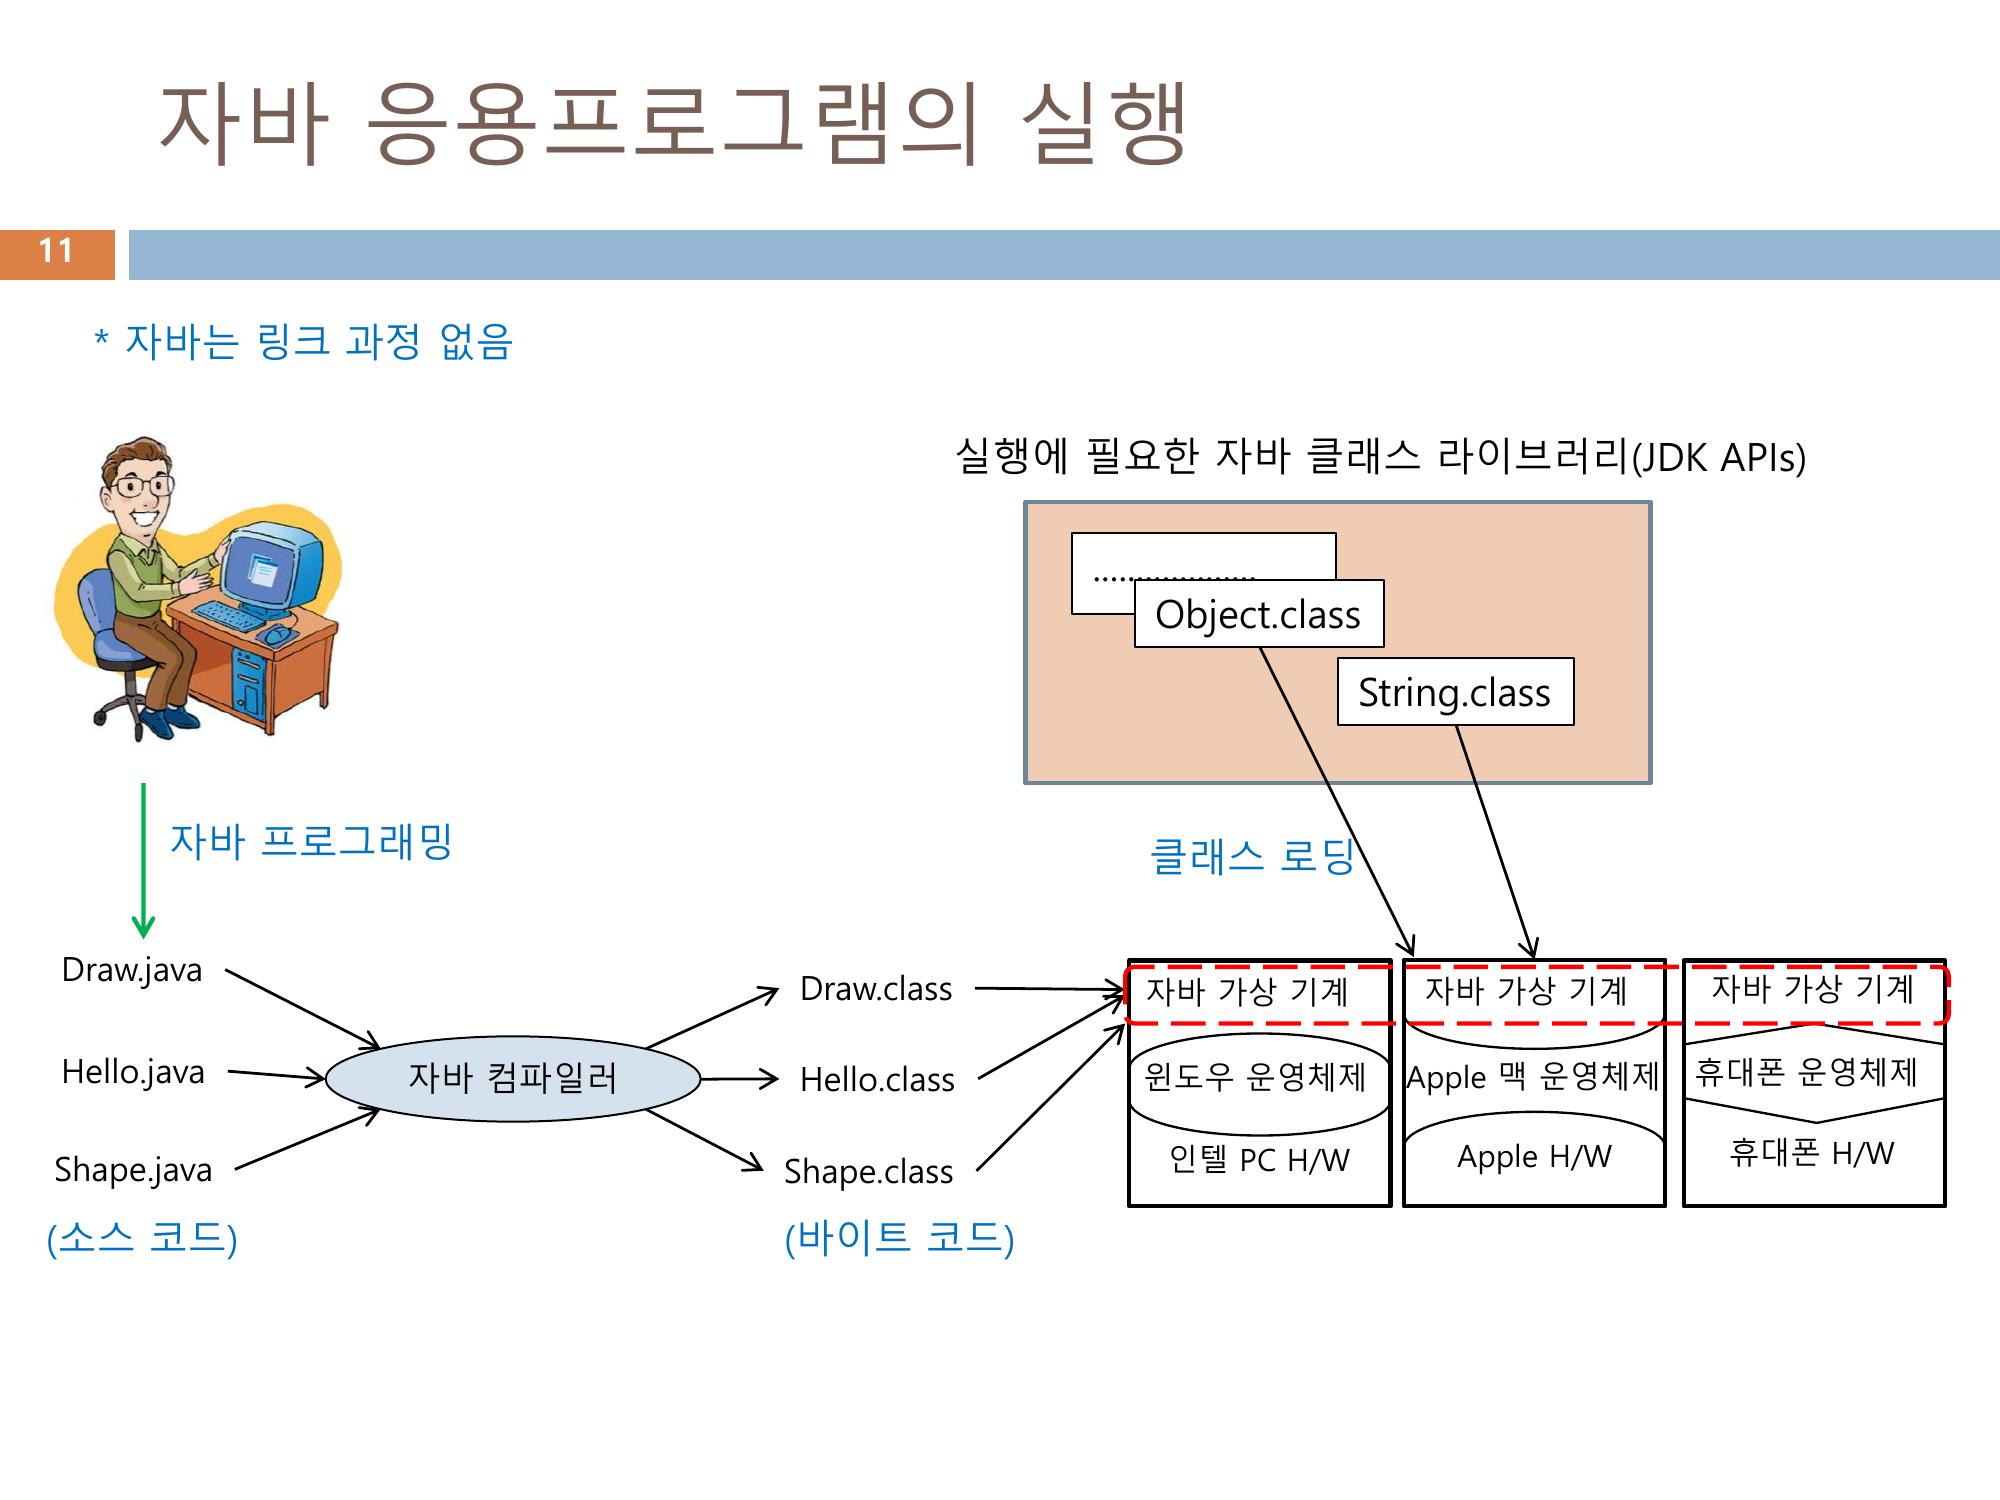 자바 응용프로그램의 실행
11
* 자바는 링크 과정 없음
실행에 필요한 자바 클래스 라이브러리(JDK APIs)
...................
Object.class
String.class
자바 프로그래밍
클래스 로딩
Draw.java
Hello.java
Shape.java
(소스 코드)
자바 컴파일러
Draw.class
Hello.class
Shape.class
(바이트 코드)
자바 가상 기계
윈도우 운영체제
인텔 PC H/W
자바 가상 기계
Apple 맥 운영체제
Apple H/W
자바 가상 기계
휴대폰 운영체제
휴대폰 H/W